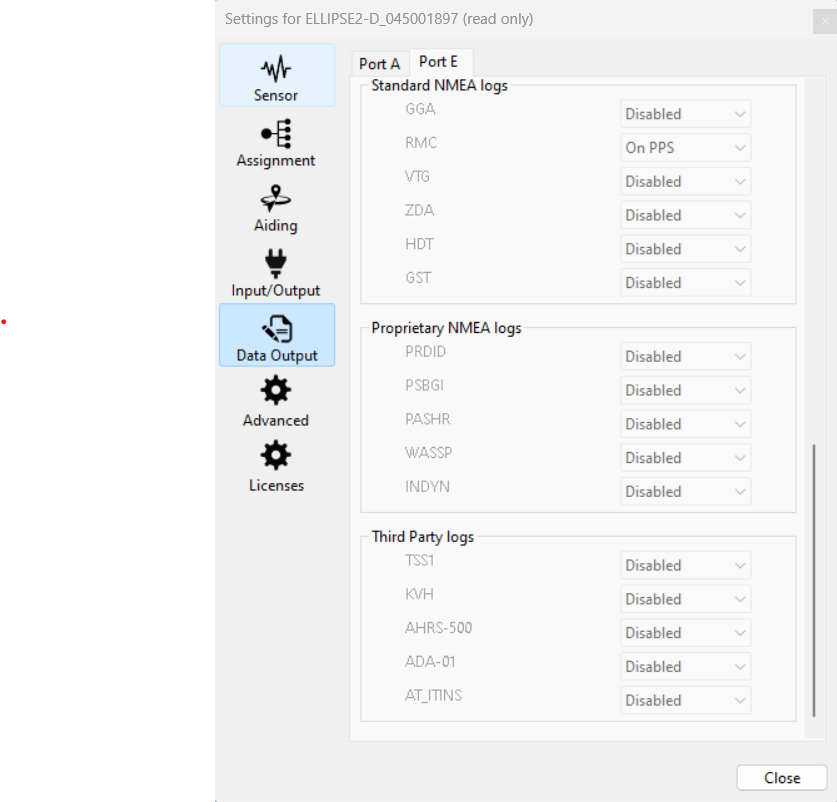 Settings for ELLIPSE2-D_045001897 (read only)
Sensor
Assignment
Aiding
Input/Output
Data Output
Advanced
Licenses
Port A Port E
Standard NMEA logs
GGA Disabled
RMC On PPS
VTG Disabled
ZDA Disabled
HDT Disabled
GST Disabled
Proprietary NMEA logs
PRDID Disabled
PSBGI Disabled
PASHR Disabled
WASSP Disabled
INDYN Disabled
Third Party logs
TSS1 Disabled
KVH Disabled
AHRS-500 Disabled
ADA-01 Disabled
AT_ITINS Disabled
Close